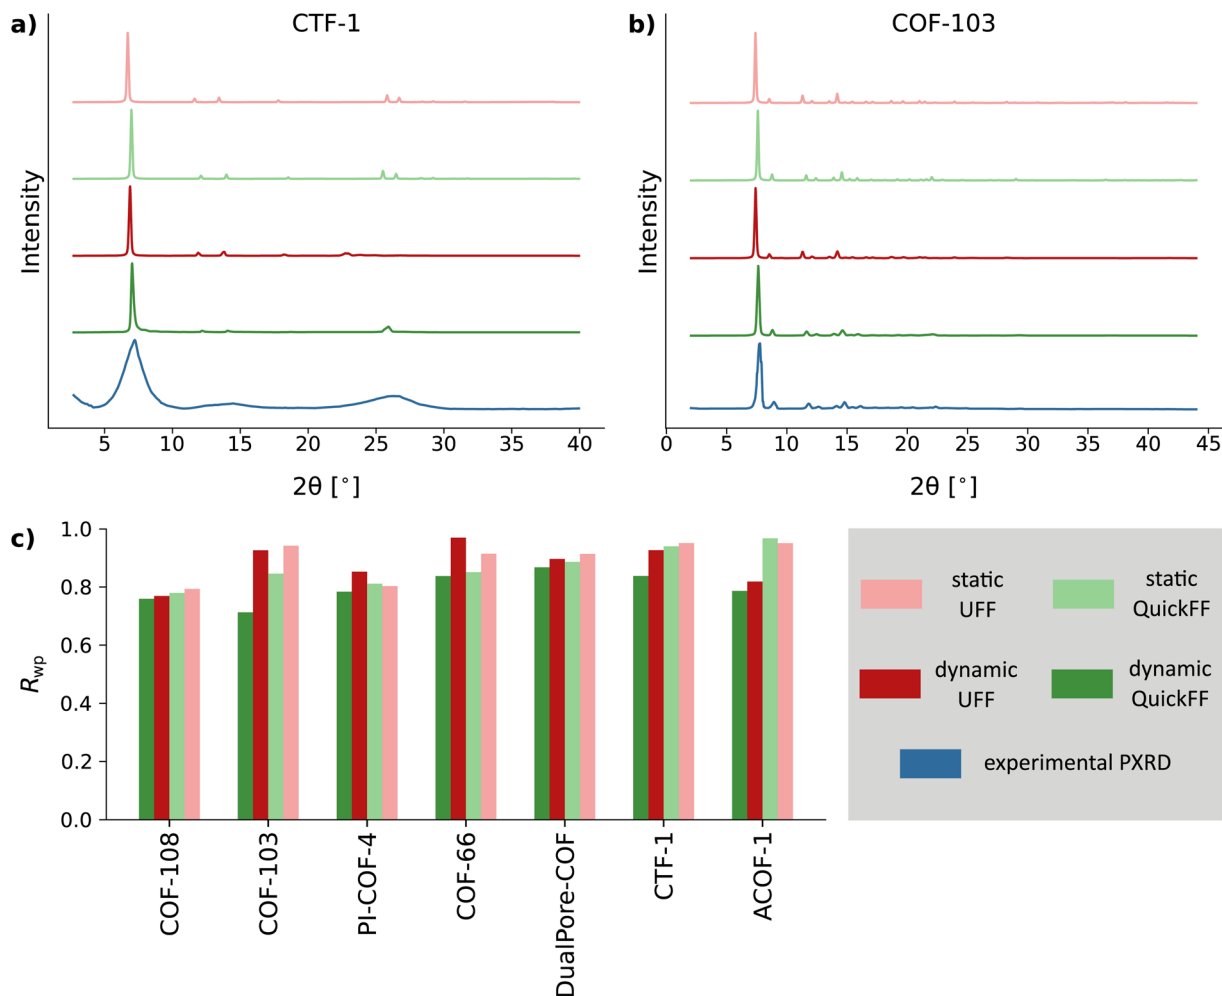 a)
CTF-1
Intensity
5 10 15 20 25 30 35 40
2θ [°]
b)
COF-103
Intensity
0 5 10 15 20 25 30 35 40 45
2θ [°]
c)
1.0
0.8
0.6
0.4
0.2
0.0
Rwp
COF-108
COF-103
PI-COF-4
COF-66
DualPore-COF
CTF-1
ACOF-1
static
UFF
static
QuickFF
dynamic
UFF
dynamic
QuickFF
experimental PXRD